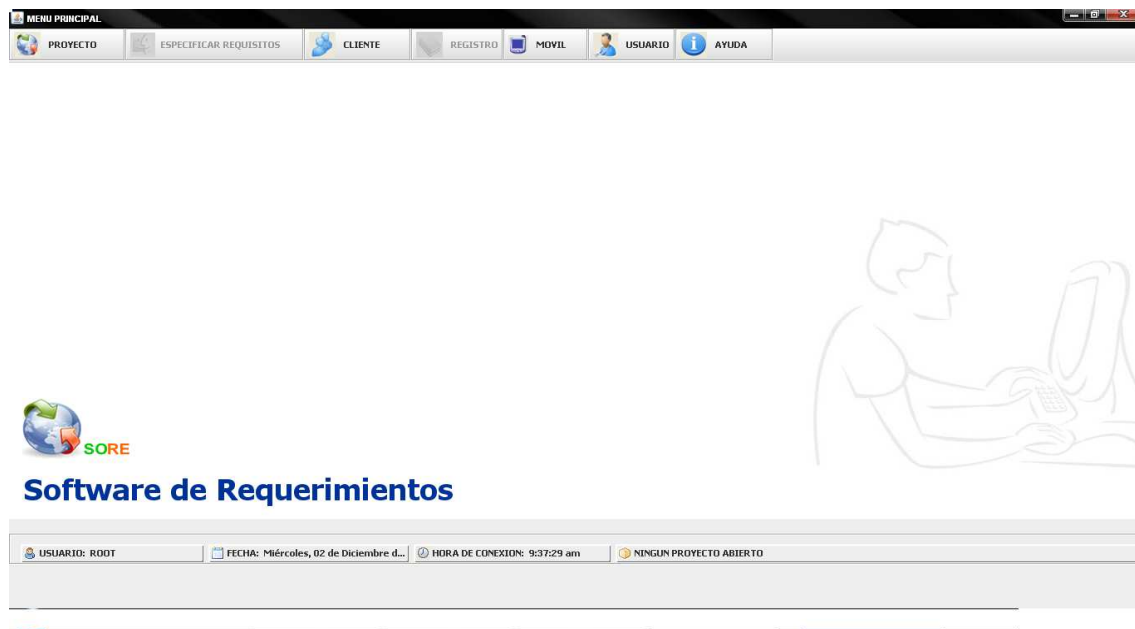 MENU PRINCIPAL
PROYECTO ESPECIFICAR REQUISITOS CLIENTE REGISTRO MOVIL USUARIO AYUDA
SORE
Software de Requerimientos
USUARIO: ROOT FECHA: Miércoles, 02 de Diciembre d... HORA DE CONEXION: 9:37:29 am NINGUN PROYECTO ABIERTO